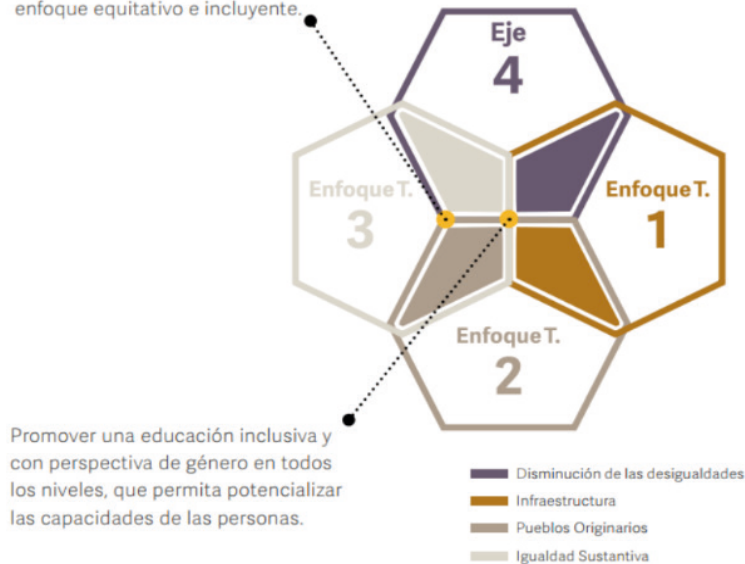 enfoque equitativo e incluyente.
Eje
4
Enfoque T.
3
Enfoque T.
1
Enfoque T.
2
Promover una educación inclusiva y
con perspectiva de género en todos
los niveles, que permita potencializar
las capacidades de las personas.
Disminución de las desigualdades
Infraestructura
Pueblos Originarios
Igualdad Sustantiva